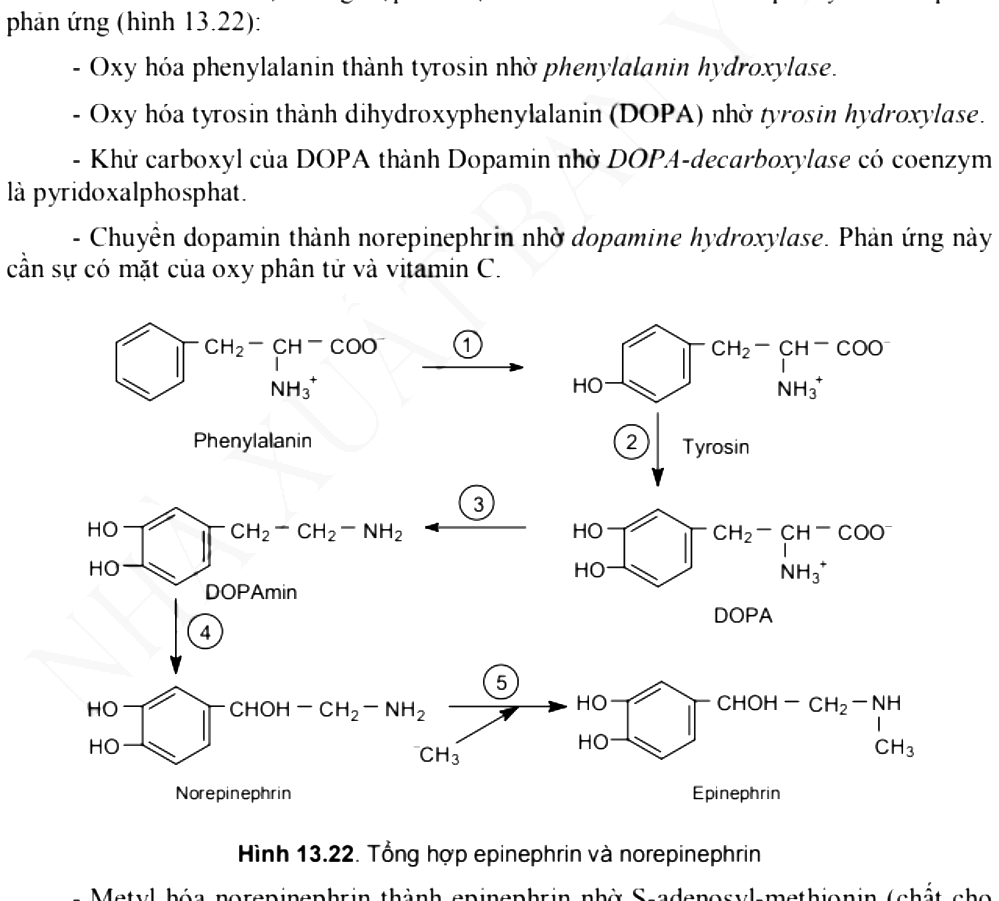 phản ứng (hình 13.22):
- Oxy hóa phenylalanin thành tyrosin nhờ phenylalanin hydroxylase.
- Oxy hóa tyrosin thành dihydroxyphenylalanin (DOPA) nhờ tyrosin hydroxylase.
- Khử carboxyl của DOPA thành Dopamin nhờ DOPA-decarboxylase có coenzym
là pyridoxalphosphat.
- Chuyển dopamin thành norepinephrin nhờ dopamine hydroxylase. Phản ứng này
cần sự có mặt của oxy phân tử và vitamin C.
CH₂ – CH – COO⁻
NH₃⁺
Phenylalanin
1
HO
CH₂ – CH – COO⁻
NH₃⁺
Tyrosin
2
HO
HO
CH₂ – CH – COO⁻
NH₃⁺
DOPA
3
HO
HO
CH₂ – CH₂ – NH₂
DOPAmin
4
HO
HO
CHOH – CH₂ – NH₂
Norepinephrin
5
⁻CH₃
HO
HO
CHOH – CH₂ – NH
CH₃
Epinephrin
Hình 13.22. Tổng hợp epinephrin và norepinephrin
- Metyl hóa norepinephrin thành epinephrin nhờ S-adenosyl-methionin (chất cho
NHÀ XUẤT BẢN Y